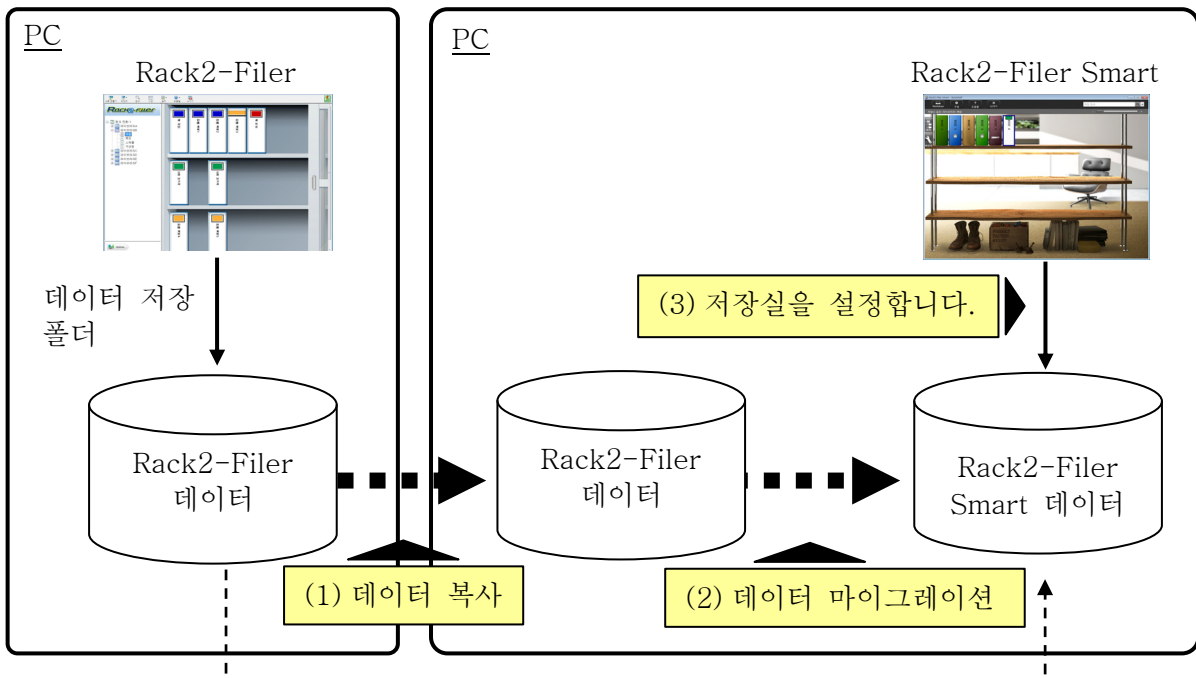 PC
Rack2-Filer
데이터 저장
폴더
Rack2-Filer
데이터
(1) 데이터 복사
PC
Rack2-Filer Smart
(3) 저장실을 설정합니다.
Rack2-Filer
데이터
Rack2-Filer
Smart 데이터
(2) 데이터 마이그레이션